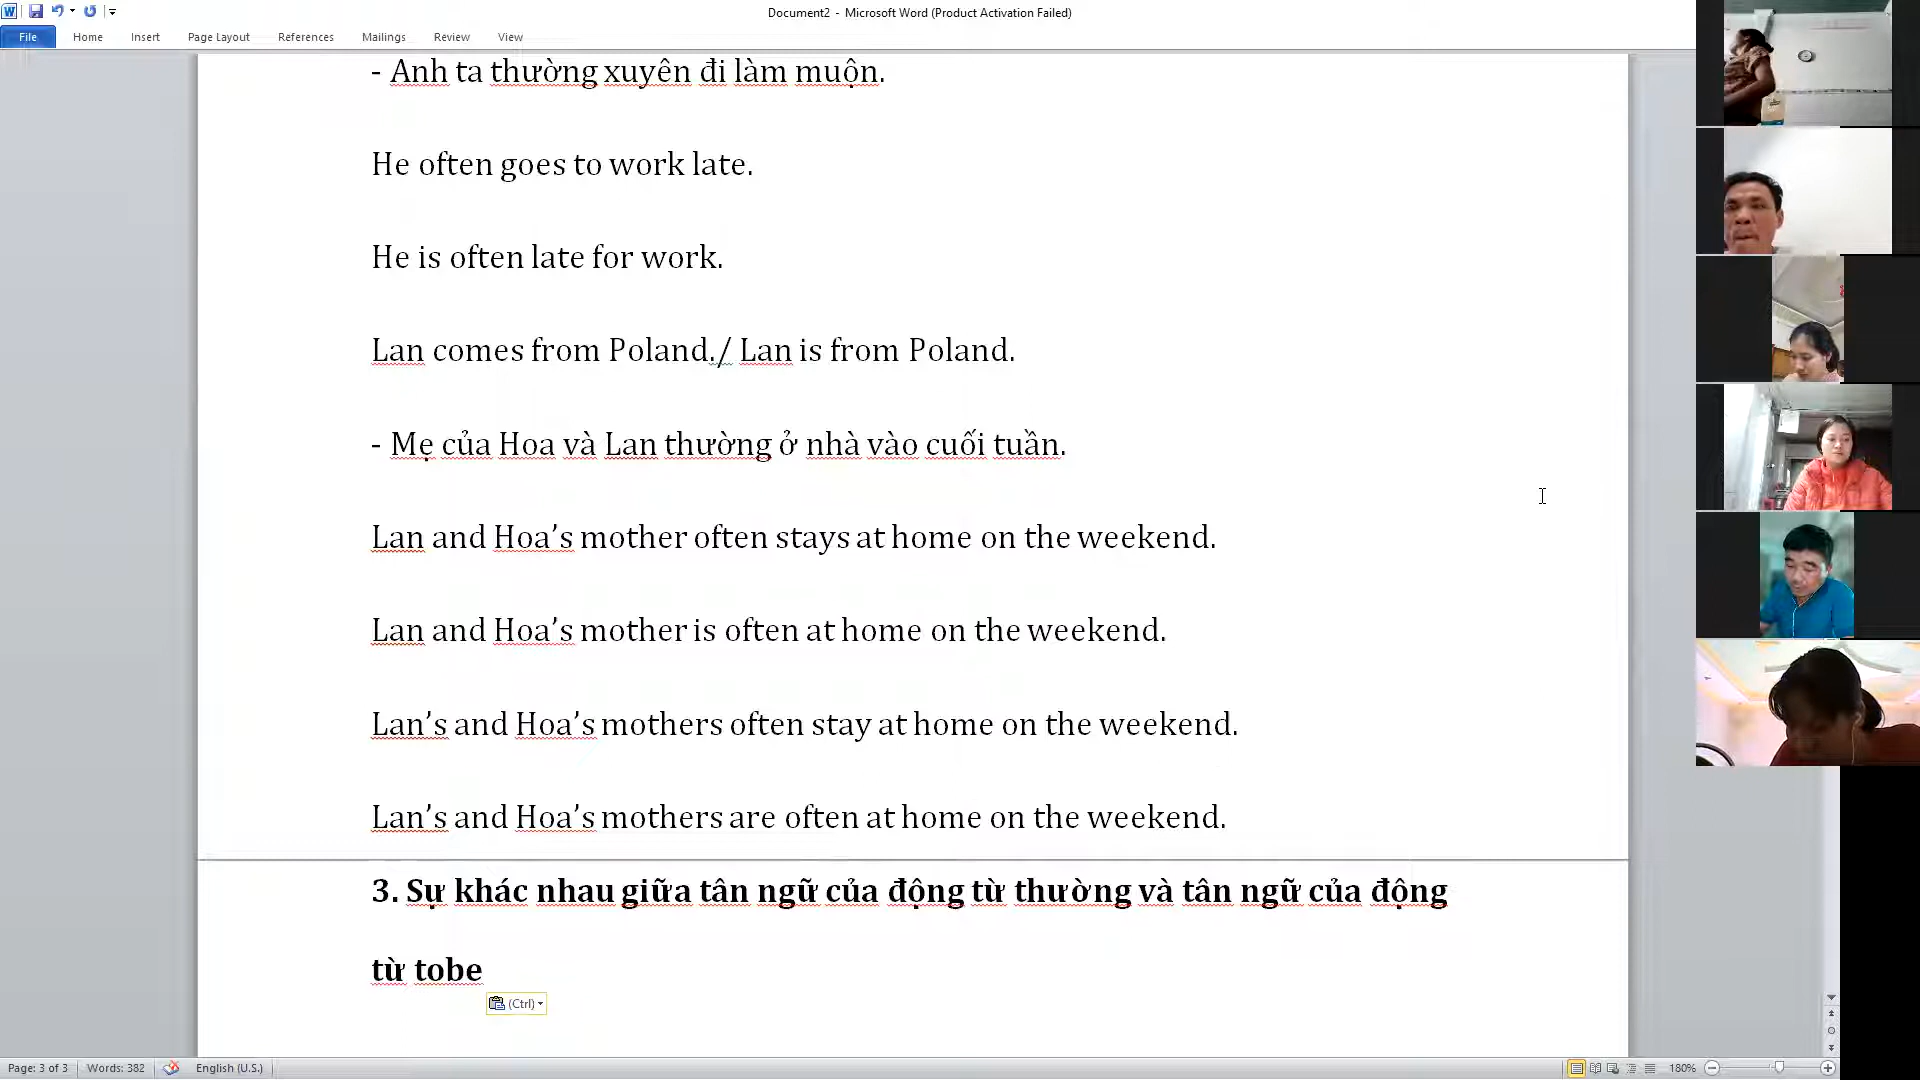 Document2 - Microsoft Word (Product Activation Failed)
File Home Insert Page Layout References Mailings Review View
- Anh ta thường xuyên đi làm muộn.
He often goes to work late.
He is often late for work.
Lan comes from Poland./ Lan is from Poland.
- Mẹ của Hoa và Lan thường ở nhà vào cuối tuần.
Lan and Hoa’s mother often stays at home on the weekend.
Lan and Hoa’s mother is often at home on the weekend.
Lan’s and Hoa’s mothers often stay at home on the weekend.
Lan’s and Hoa’s mothers are often at home on the weekend.
3. Sự khác nhau giữa tân ngữ của động từ thường và tân ngữ của động
từ tobe
(Ctrl)
Page: 3 of 3 Words: 382 English (U.S.) 180%